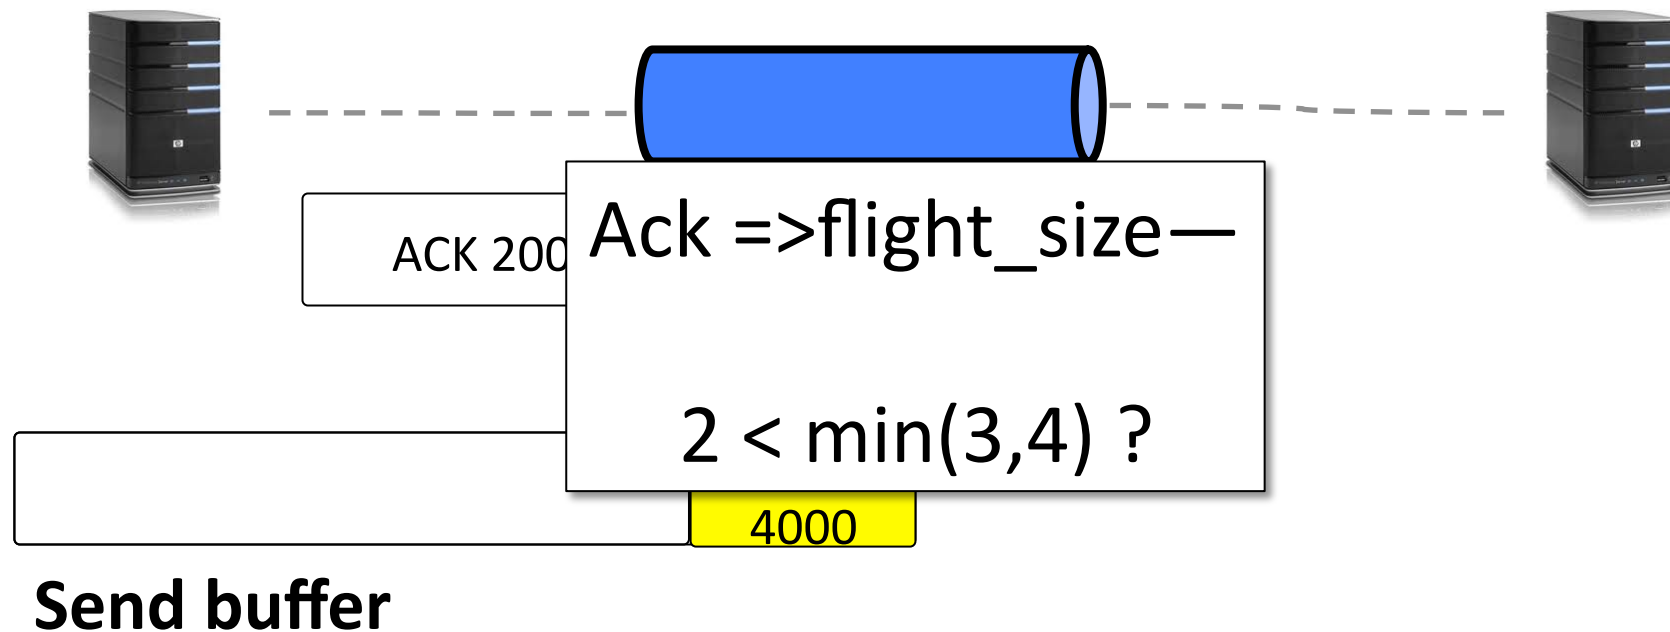 ACK 200
Ack =>flight_size—
2 < min(3,4) ?
4000
Send buffer